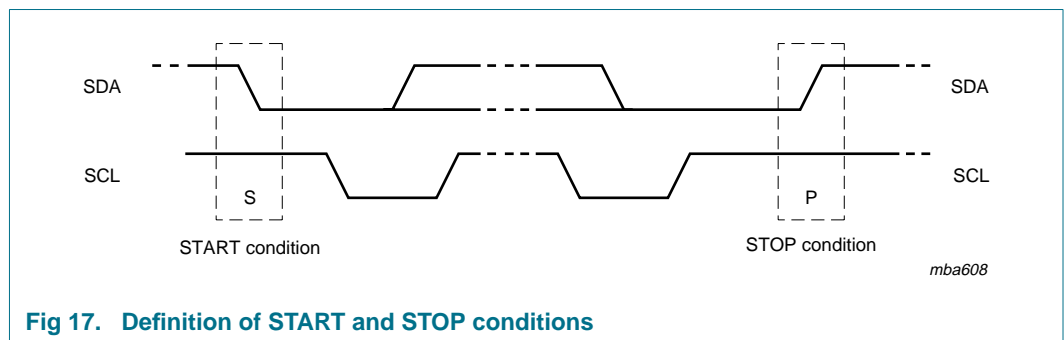 SDA SDA
SCL SCL
S P
START condition STOP condition
mba608
Fig 17. Definition of START and STOP conditions